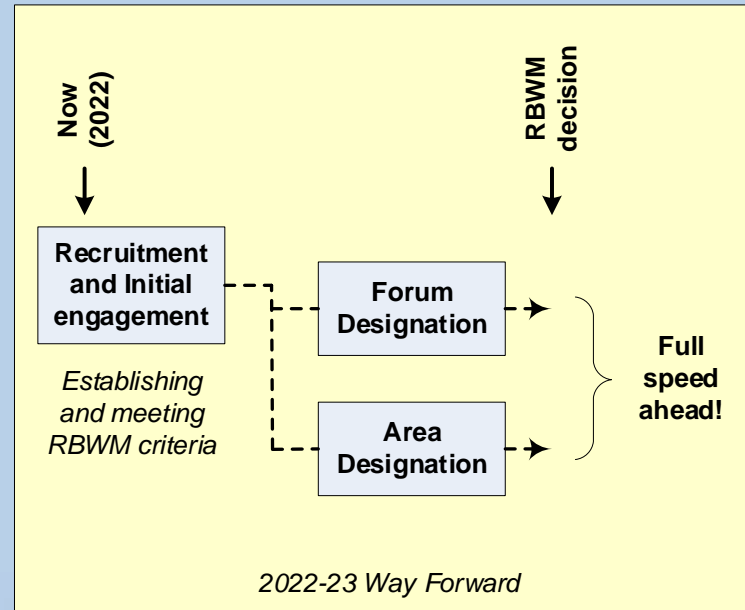 Now
(2022)
RBWM
decision
Recruitment
and Initial
engagement
Establishing
and meeting
RBWM criteria
Forum
Designation
Area
Designation
Full
speed
ahead!
2022-23 Way Forward